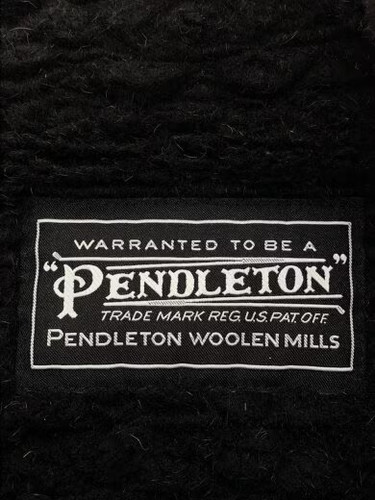 WARRANTED TO BE A
"PENDLETON"
TRADE MARK REG. U.S. PAT. OFF.
PENDLETON WOOLEN MILLS